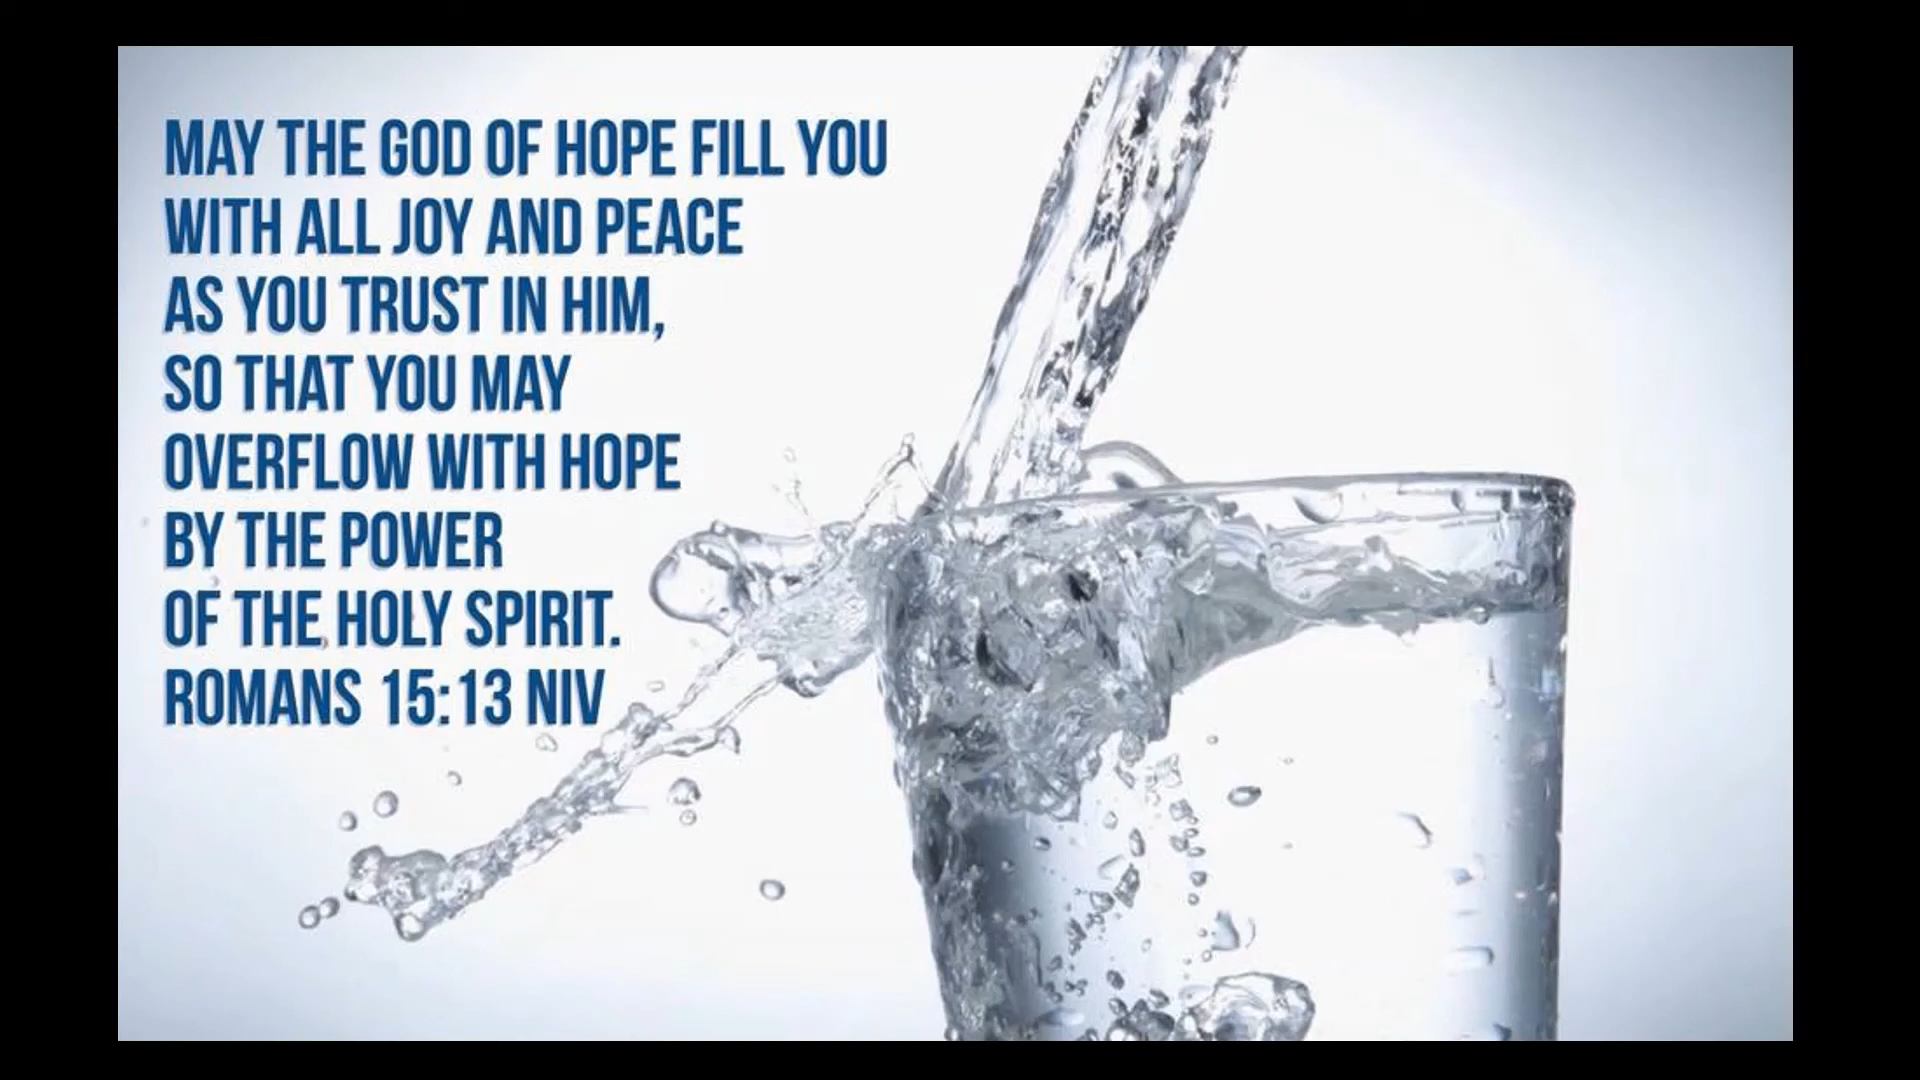 MAY THE GOD OF HOPE FILL YOU
WITH ALL JOY AND PEACE
AS YOU TRUST IN HIM,
SO THAT YOU MAY
OVERFLOW WITH HOPE
BY THE POWER
OF THE HOLY SPIRIT.
ROMANS 15:13 NIV